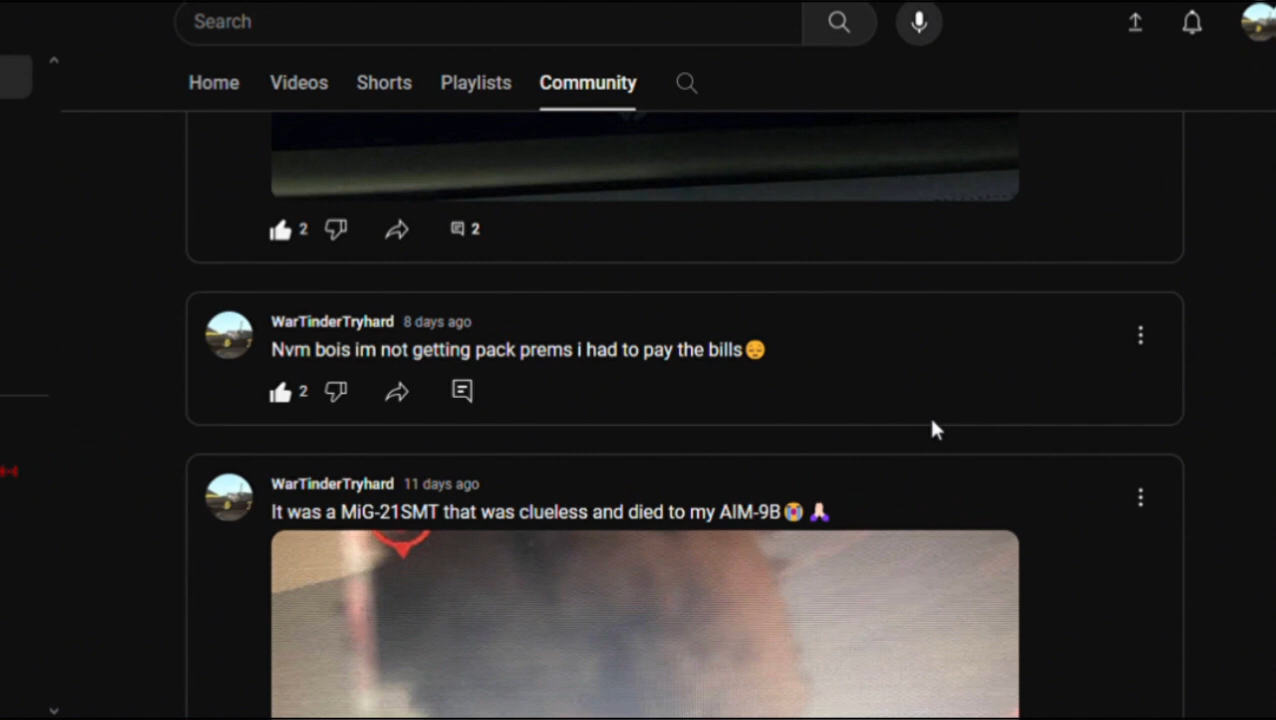 Search
Home Videos Shorts Playlists Community
2 2
WarTinderTryhard 8 days ago
Nvm bois im not getting pack prems i had to pay the bills😔
2
WarTinderTryhard 11 days ago
It was a MiG-21SMT that was clueless and died to my AIM-9B😭🙏🏻